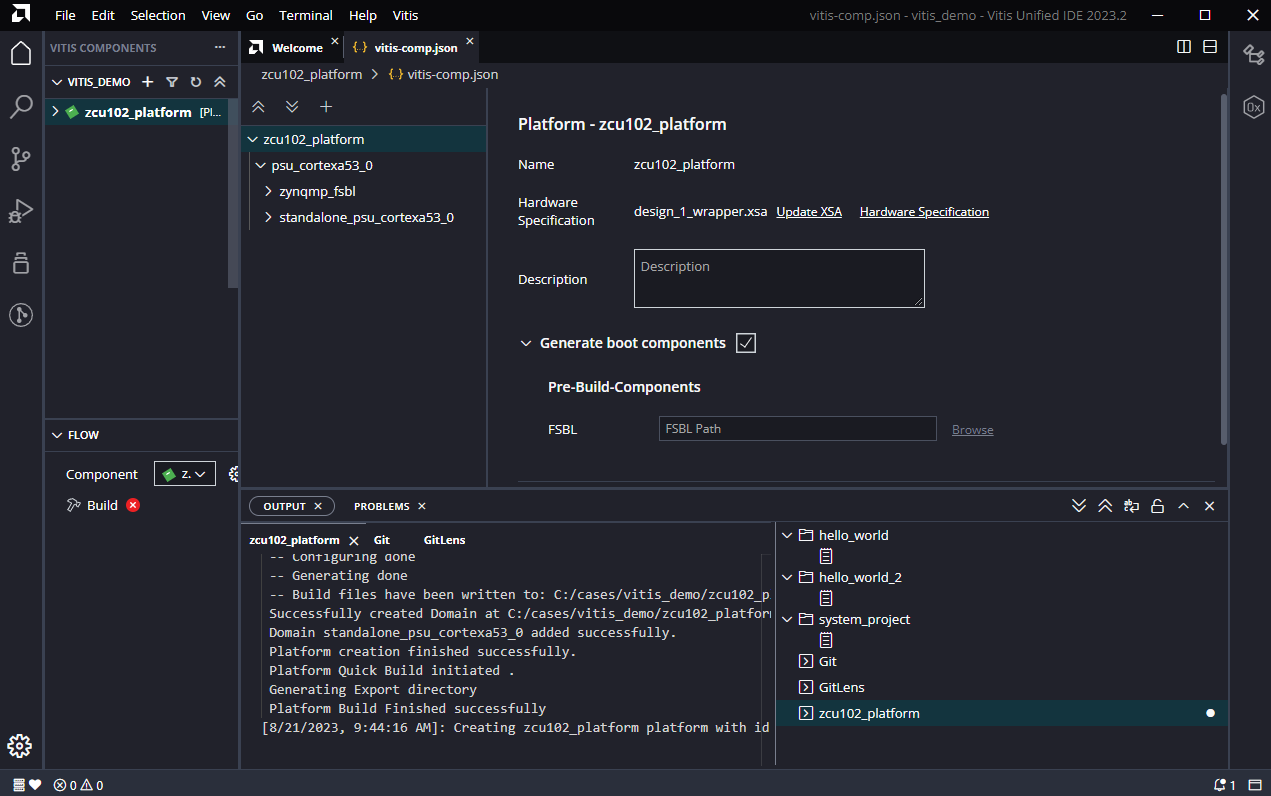 File Edit Selection View Go Terminal Help Vitis
vitis-comp.json - vitis_demo - Vitis Unified IDE 2023.2
VITIS COMPONENTS
VITIS_DEMO
zcu102_platform [Pl...
FLOW
Component z.
Build
Welcome
vitis-comp.json
zcu102_platform > {..} vitis-comp.json
zcu102_platform
psu_cortexa53_0
zynqmp_fsbl
standalone_psu_cortexa53_0
Platform - zcu102_platform
Name zcu102_platform
Hardware
Specification
design_1_wrapper.xsa Update XSA Hardware Specification
Description Description
Generate boot components
Pre-Build-Components
FSBL FSBL Path Browse
OUTPUT PROBLEMS
zcu102_platform Git GitLens
-- Configuring done
-- Generating done
-- Build files have been written to: C:/cases/vitis_demo/zcu102_p
Successfully created Domain at C:/cases/vitis_demo/zcu102_platfor
Domain standalone_psu_cortexa53_0 added successfully.
Platform creation finished successfully.
Platform Quick Build initiated .
Generating Export directory
Platform Build Finished successfully
[8/21/2023, 9:44:16 AM]: Creating zcu102_platform platform with id
hello_world
hello_world_2
system_project
Git
GitLens
zcu102_platform
0 0
1
0x